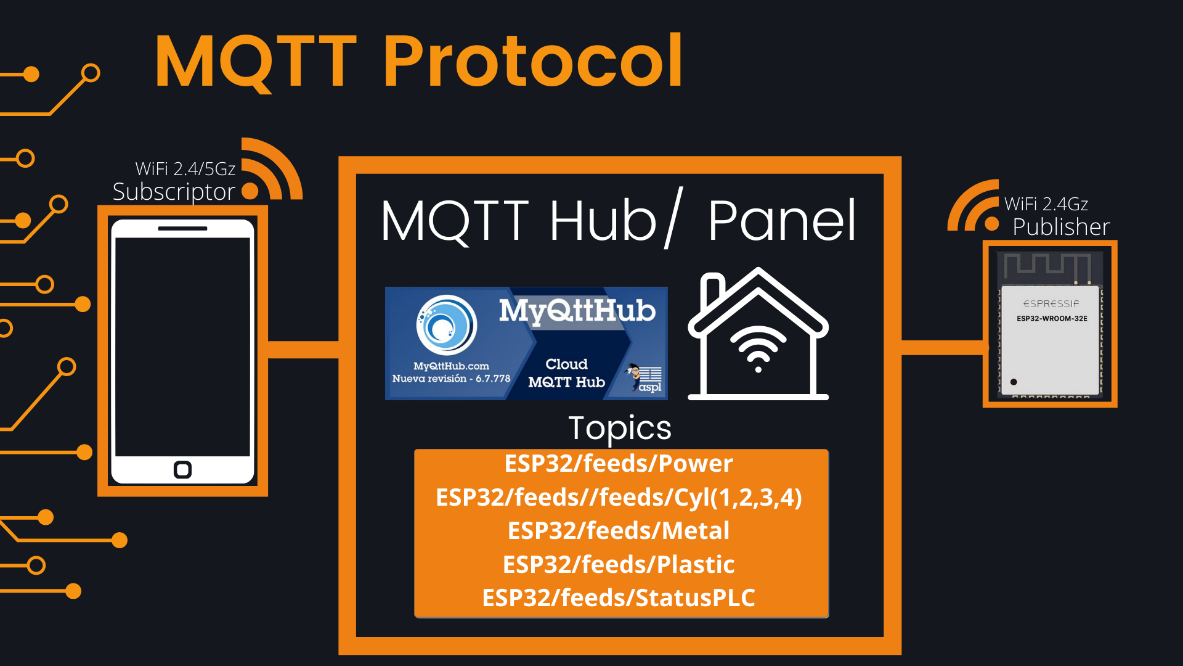 MQTT Protocol
WiFi 2.4/5Gz
Subscriptor
WiFi 2.4Gz
Publisher
MQTT Hub/ Panel
MyQttHub
MyQttHub.com
Nueva revisión - 6.7.778
Cloud
MQTT Hub
aspl
ESPRESSIF
ESP32-WROOM-32E
Topics
ESP32/feeds/Power
ESP32/feeds//feeds/Cyl(1,2,3,4)
ESP32/feeds/Metal
ESP32/feeds/Plastic
ESP32/feeds/StatusPLC